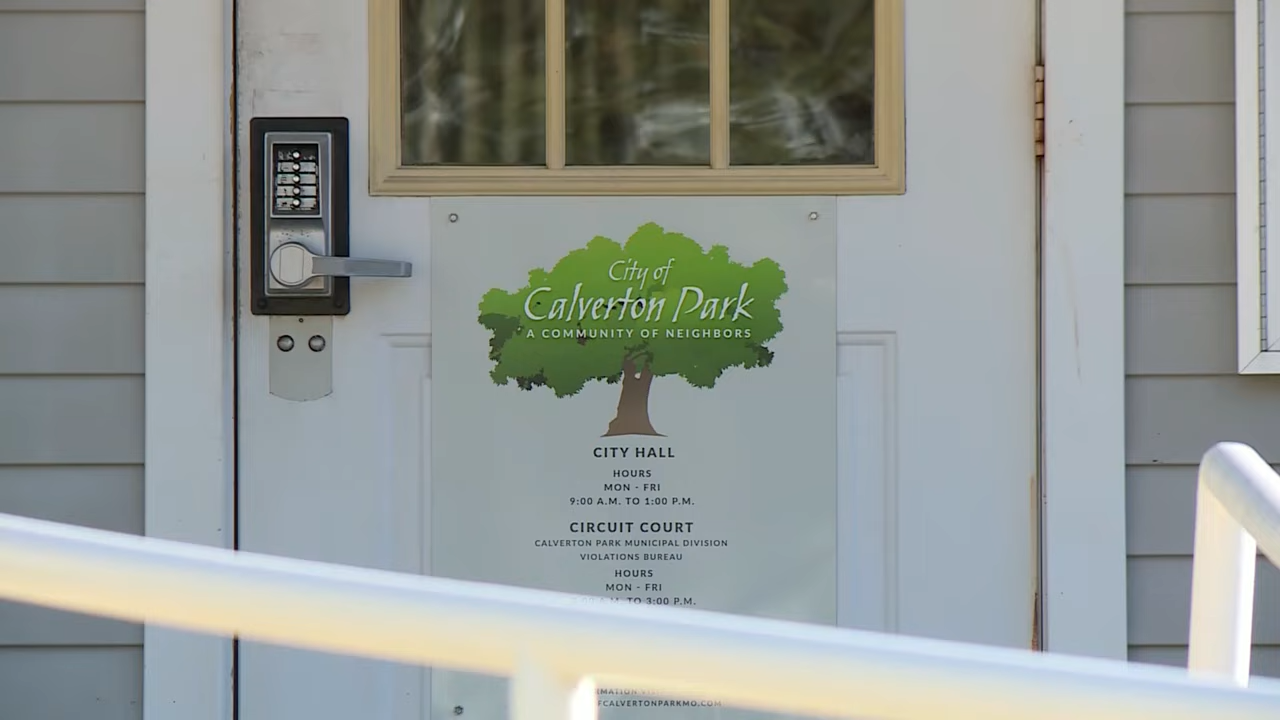 City of
Calverton Park
A COMMUNITY OF NEIGHBORS
CITY HALL
HOURS
MON - FRI
9:00 A.M. TO 1:00 P.M.
CIRCUIT COURT
CALVERTON PARK MUNICIPAL DIVISION
VIOLATIONS BUREAU
HOURS
MON - FRI
A.M. TO 3:00 P.M.
FCALVERTONPARKMO.COM